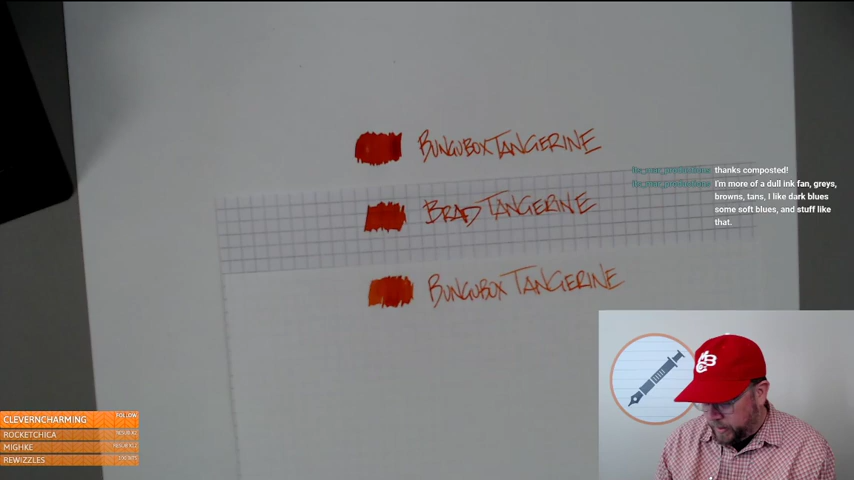 BUNGUBOX TANGERINE
BRAD TANGERINE
BUNGUBOX TANGERINE
thanks composted!
I'm more of a dull ink fan, greys,
browns, tans, I like dark blues
some soft blues, and stuff like
that.
CLEVERNCHARMING FOLLOW
ROCKETCHICA
MIGHKE
REWIZZLES